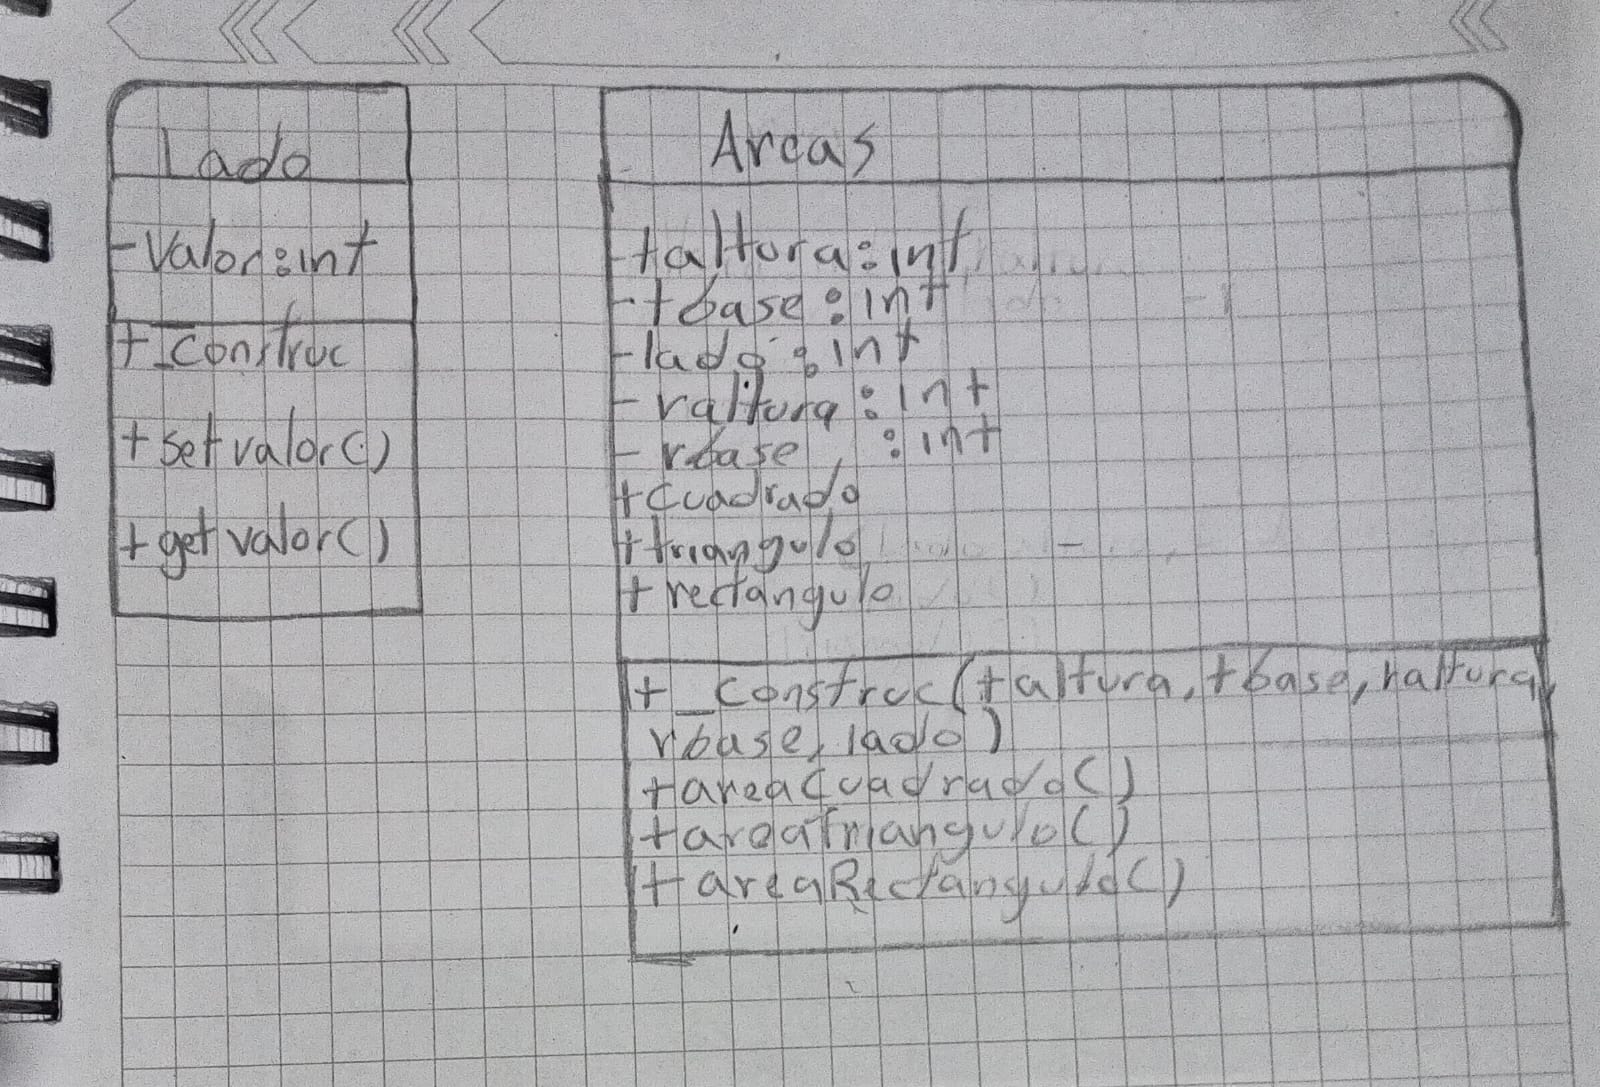 Lado
- valor: int
+ _construc
+ set valor()
+ get valor()
Areas
- taltura: int
- tbase: int
- lado: int
- raltura: int
- rbase : int
+ cuadrado
+ triangulo
+ rectangulo
+ _construc(taltura, tbase, raltura,
rbase, lado)
+ areaCuadrado()
+ areaTriangulo()
+ areaRectangulo()